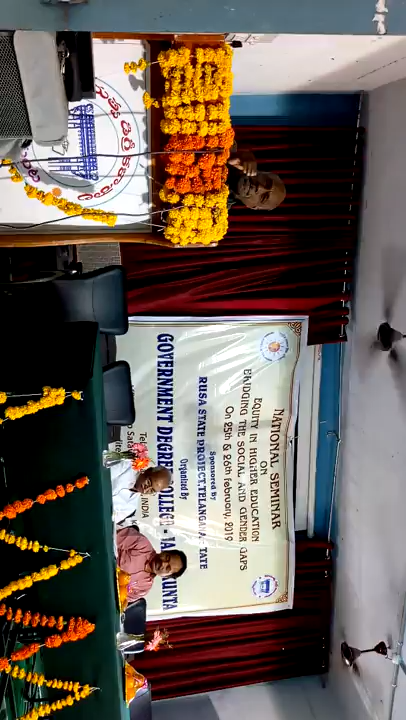 NATIONAL SEMINAR
ON
EQUITY IN HIGHER EDUCATION
BRIDGING THE SOCIAL AND GENDER GAPS
On 25th & 26th February, 2019
Sponsored By
RUSA STATE PROJECT, TELANGANA STATE
Organized By
GOVERNMENT DEGREE COLLEGE
INDIA